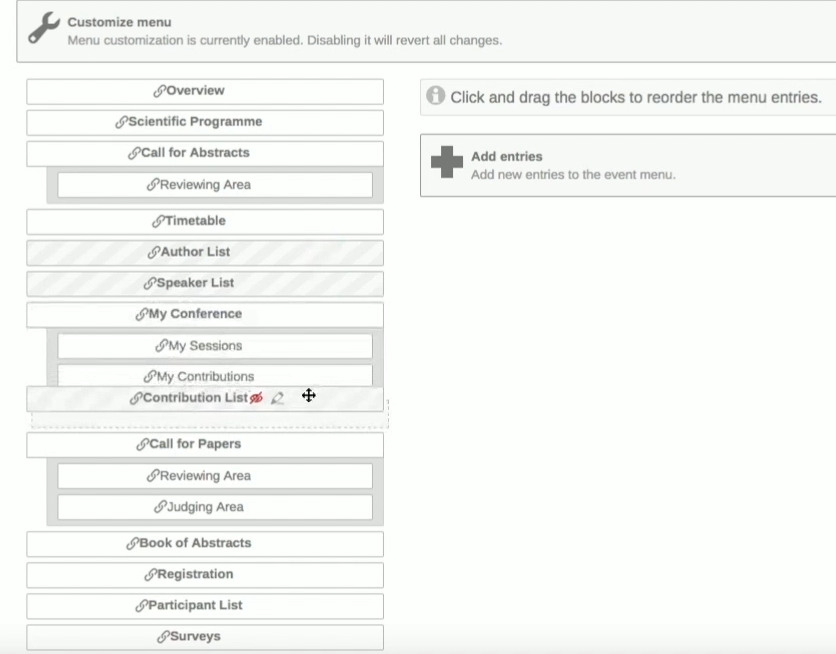 Customize menu
Menu customization is currently enabled. Disabling it will revert all changes.
Overview
Scientific Programme
Call for Abstracts
Reviewing Area
Timetable
Author List
Speaker List
My Conference
My Sessions
My Contributions
Contribution List
Call for Papers
Reviewing Area
Judging Area
Book of Abstracts
Registration
Participant List
Surveys
Click and drag the blocks to reorder the menu entries.
Add entries
Add new entries to the event menu.